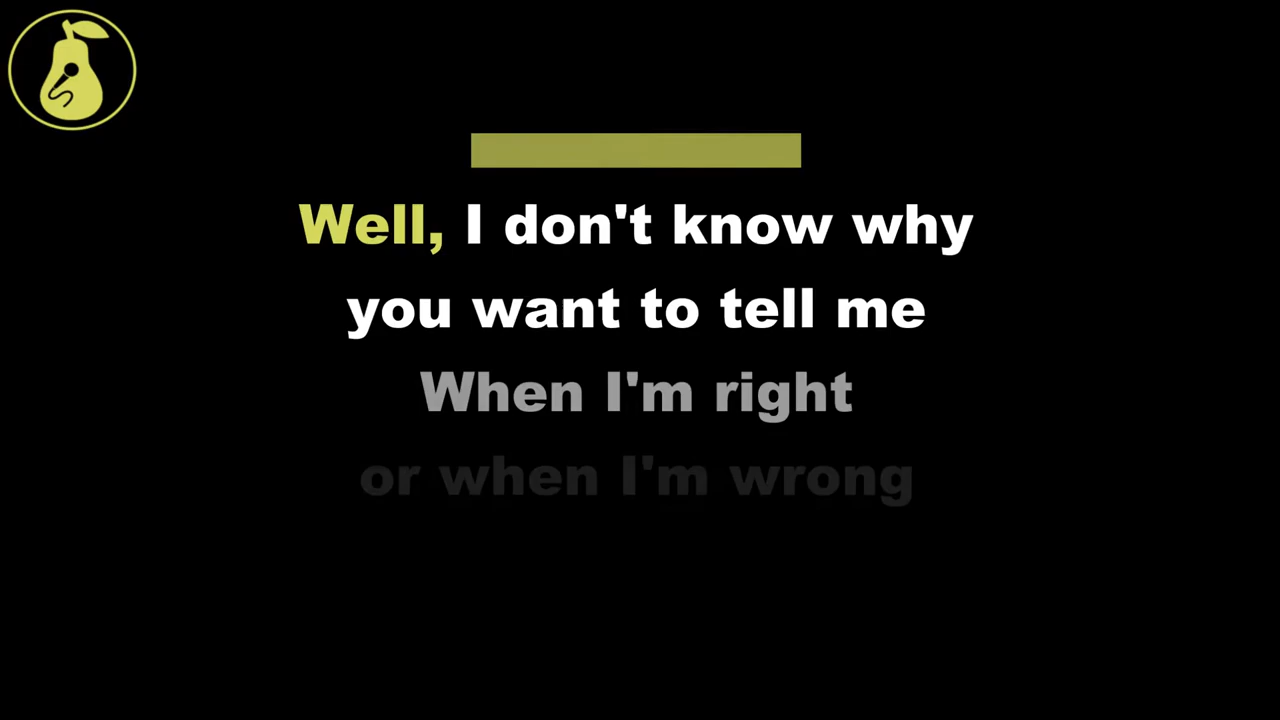 Well, I don't know why
you want to tell me
When I'm right
or when I'm wrong